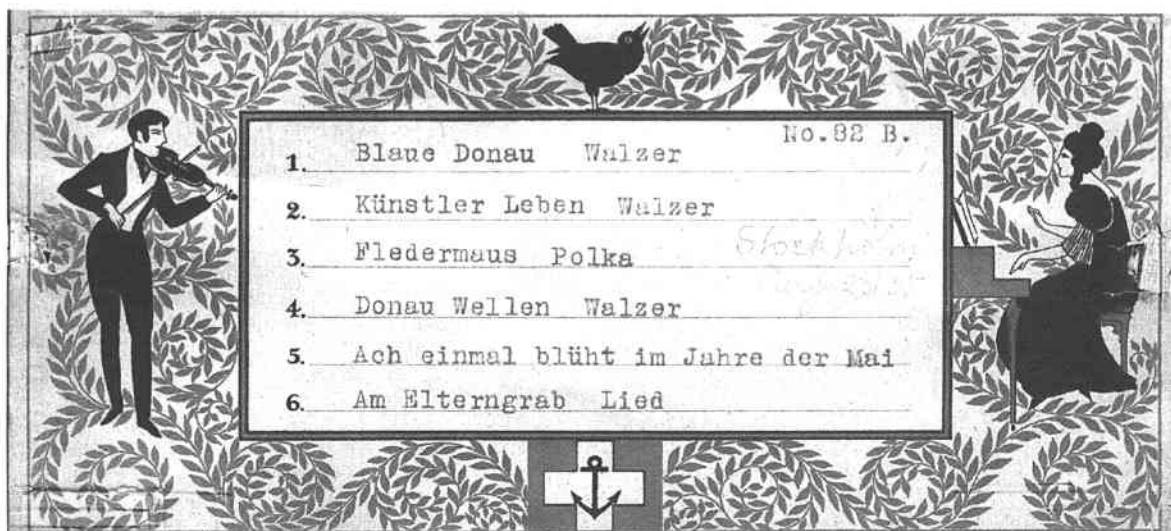 No.82 B.
1. Blaue Donau Walzer
2. Künstler Leben Walzer
3. Fledermaus Polka
Stockholm
4. Donau Wellen Walzer
5. Ach einmal blüht im Jahre der Mai
6. Am Elterngrab Lied